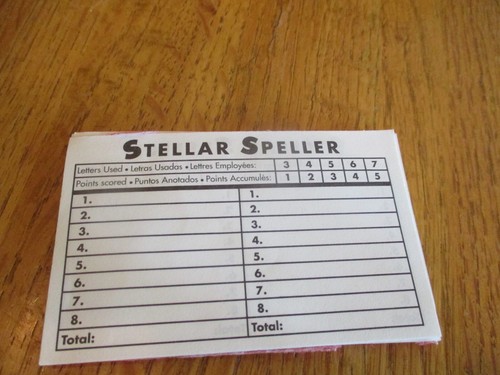 STELLAR SPELLER
Letters Used • Letras Usadas • Lettres Employées: 3 4 5 6 7
Points scored • Puntos Anotados • Points Accumulés: 1 2 3 4 5
1. 1.
2. 2.
3. 3.
4. 4.
5. 5.
6. 6.
7. 7.
8. 8.
Total: Total: